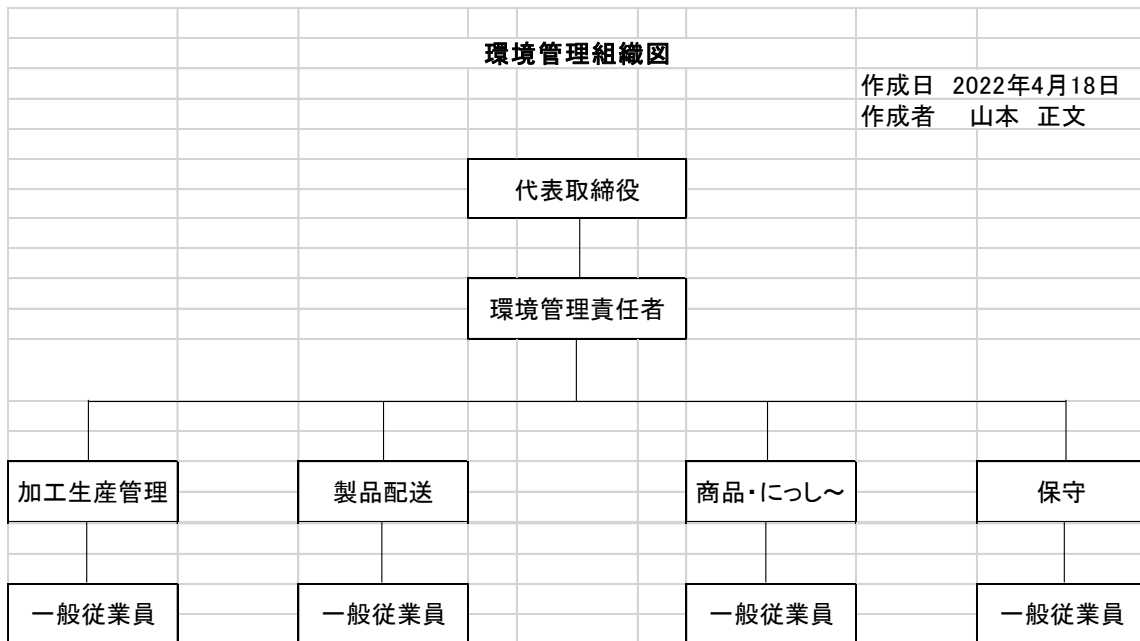 環境管理組織図
作成日 2022年4月18日
作成者 山本 正文
代表取締役
環境管理責任者
加工生産管理 製品配送 商品・にっし～ 保守
一般従業員 一般従業員 一般従業員 一般従業員